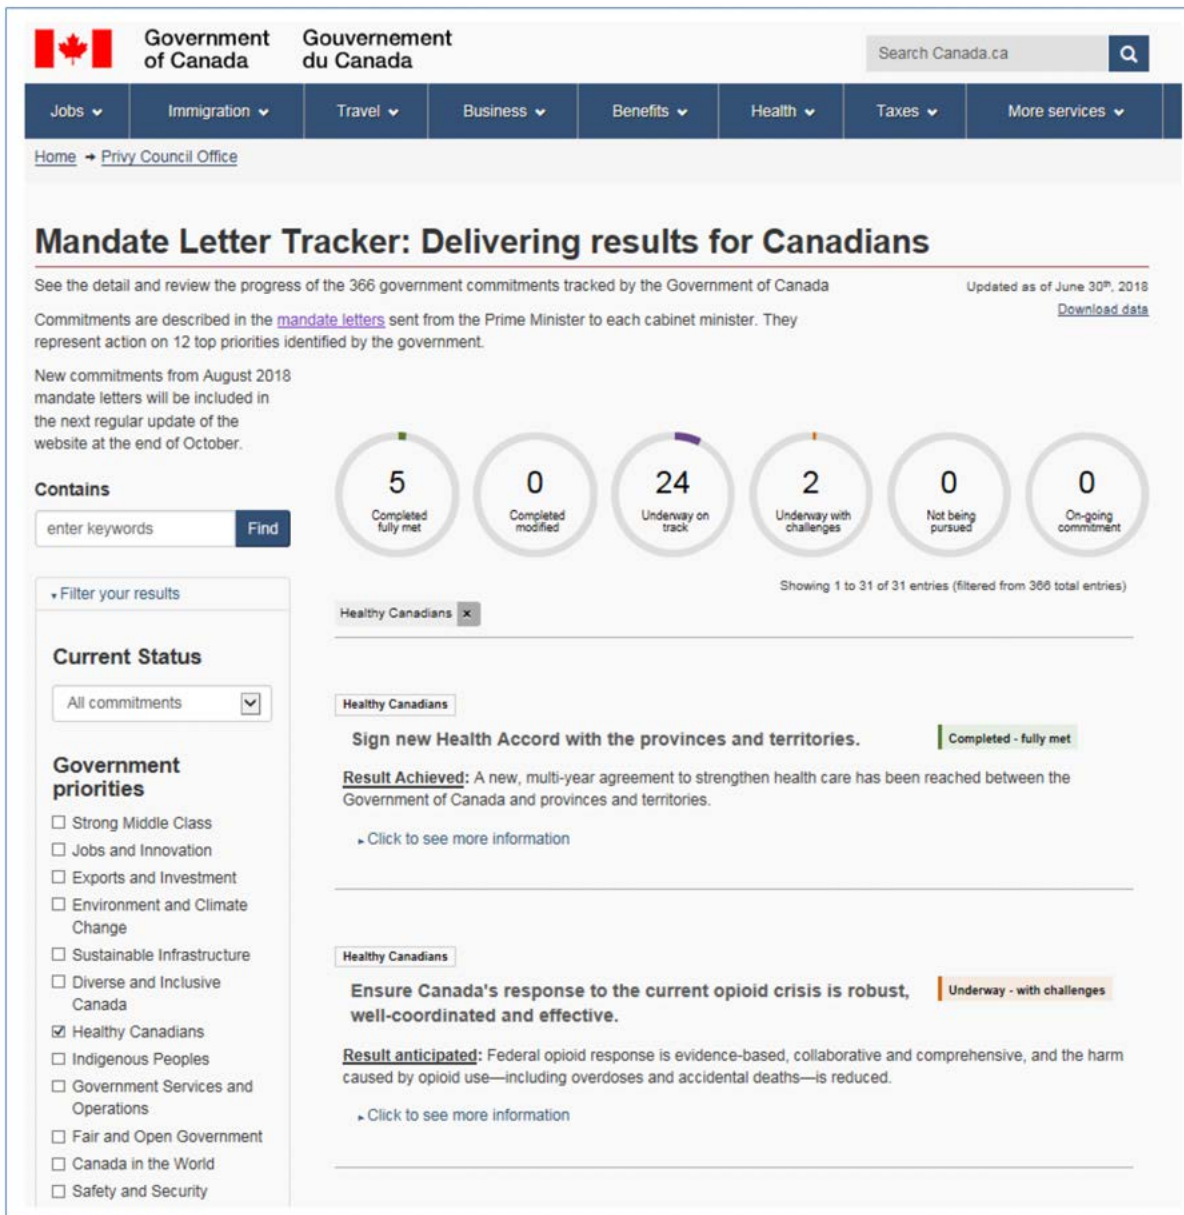 Government of Canada
Gouvernement du Canada
Search Canada.ca
Jobs Immigration Travel Business Benefits Health Taxes More services
Home → Privy Council Office
Mandate Letter Tracker: Delivering results for Canadians
See the detail and review the progress of the 366 government commitments tracked by the Government of Canada
Updated as of June 30th, 2018
Download data
Commitments are described in the mandate letters sent from the Prime Minister to each cabinet minister. They
represent action on 12 top priorities identified by the government.
New commitments from August 2018
mandate letters will be included in
the next regular update of the
website at the end of October.
Contains
enter keywords Find
5
Completed
fully met
0
Completed
modified
24
Underway on
track
2
Underway with
challenges
0
Not being
pursued
0
On-going
commitment
Showing 1 to 31 of 31 entries (filtered from 366 total entries)
Filter your results
Current Status
All commitments
Government
priorities
Strong Middle Class
Jobs and Innovation
Exports and Investment
Environment and Climate
Change
Sustainable Infrastructure
Diverse and Inclusive
Canada
Healthy Canadians
Indigenous Peoples
Government Services and
Operations
Fair and Open Government
Canada in the World
Safety and Security
Healthy Canadians x
Healthy Canadians
Sign new Health Accord with the provinces and territories.
Completed - fully met
Result Achieved: A new, multi-year agreement to strengthen health care has been reached between the
Government of Canada and provinces and territories.
Click to see more information
Healthy Canadians
Ensure Canada's response to the current opioid crisis is robust,
well-coordinated and effective.
Underway - with challenges
Result anticipated: Federal opioid response is evidence-based, collaborative and comprehensive, and the harm
caused by opioid use—including overdoses and accidental deaths—is reduced.
Click to see more information